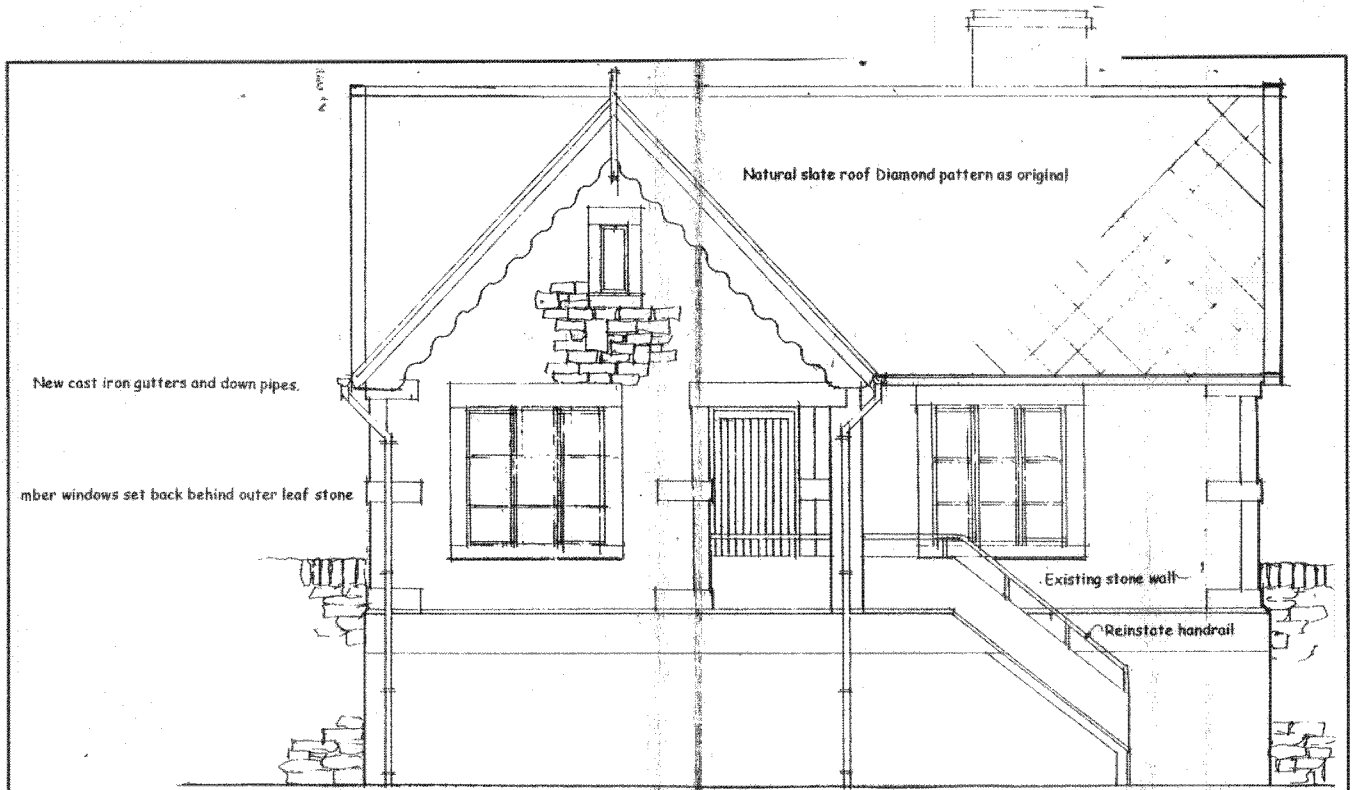 Natural slate roof Diamond pattern as original
New cast iron gutters and down pipes.
mber windows set back behind outer leaf stone
Existing stone wall
Reinstate handrail